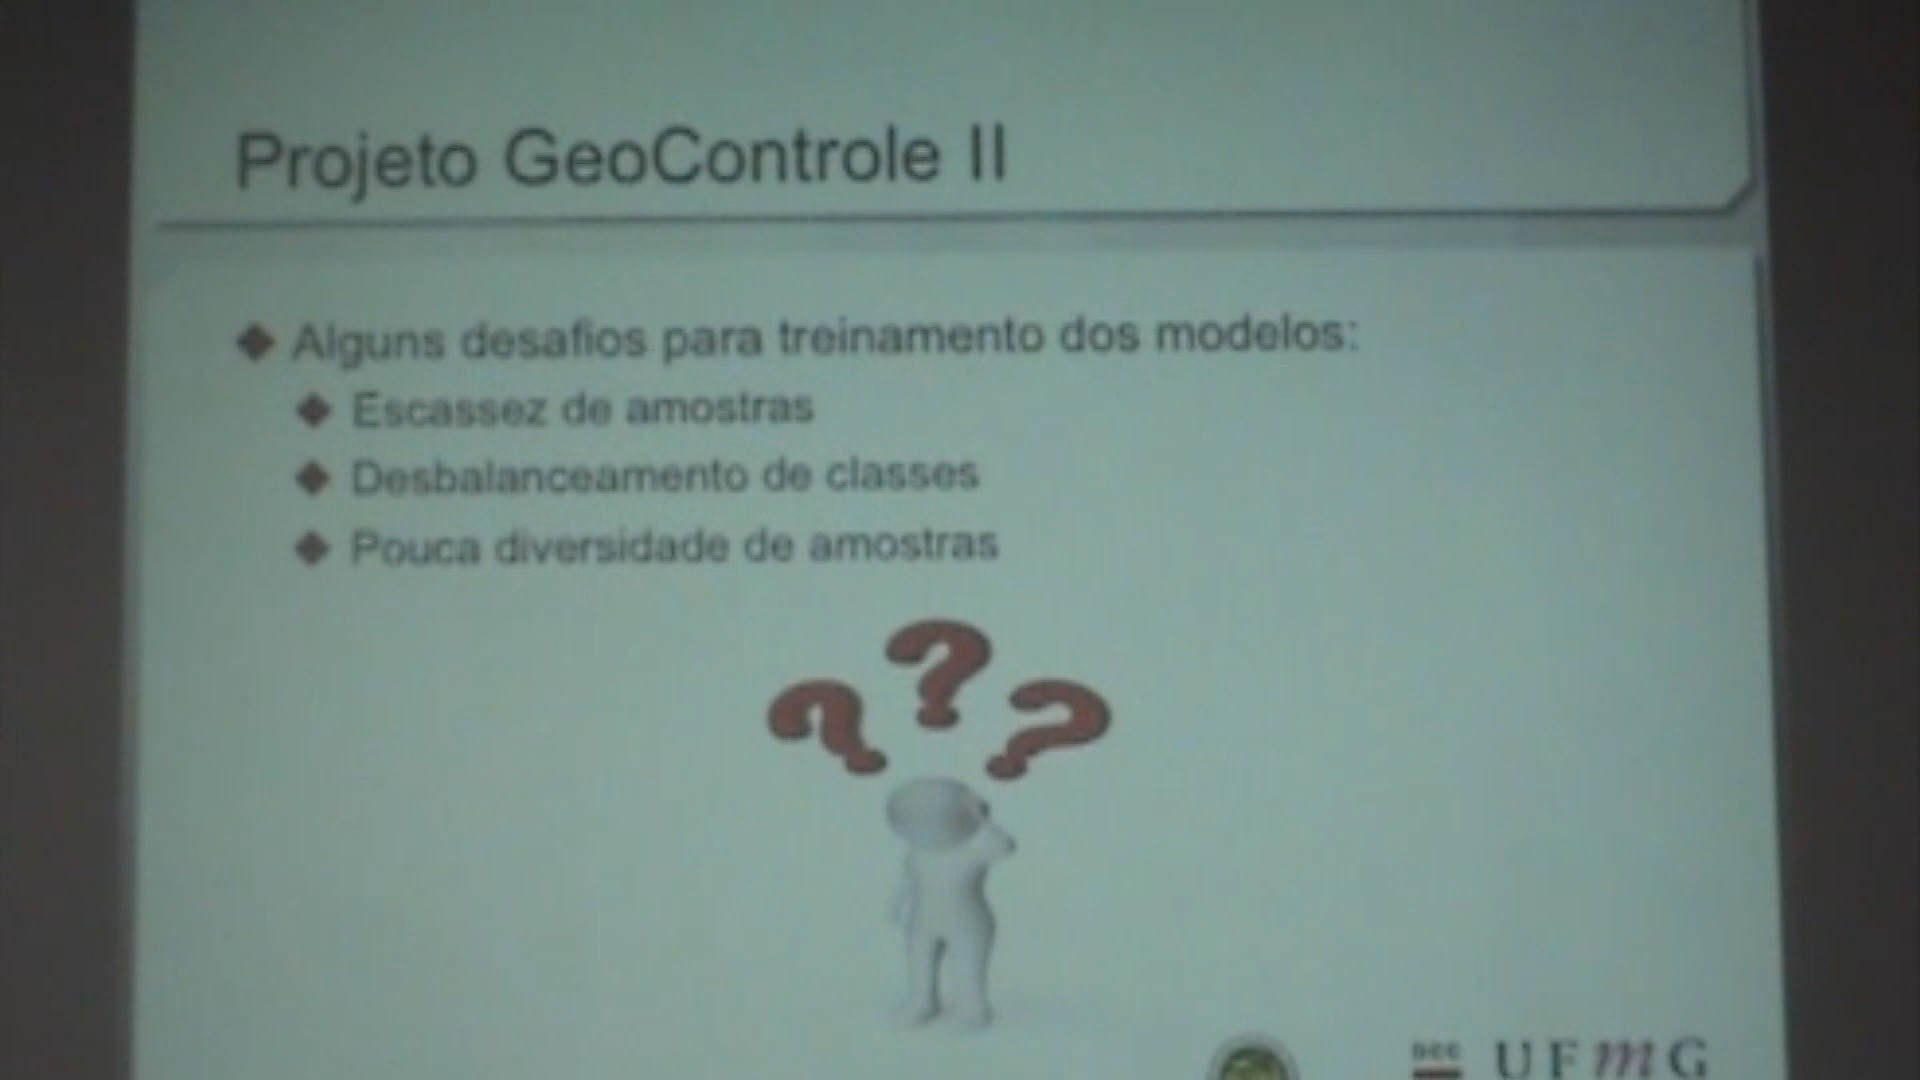 Projeto GeoControle II
Alguns desafios para treinamento dos modelos:
Escassez de amostras
Desbalanceamento de classes
Pouca diversidade de amostras
DCC
UFmG